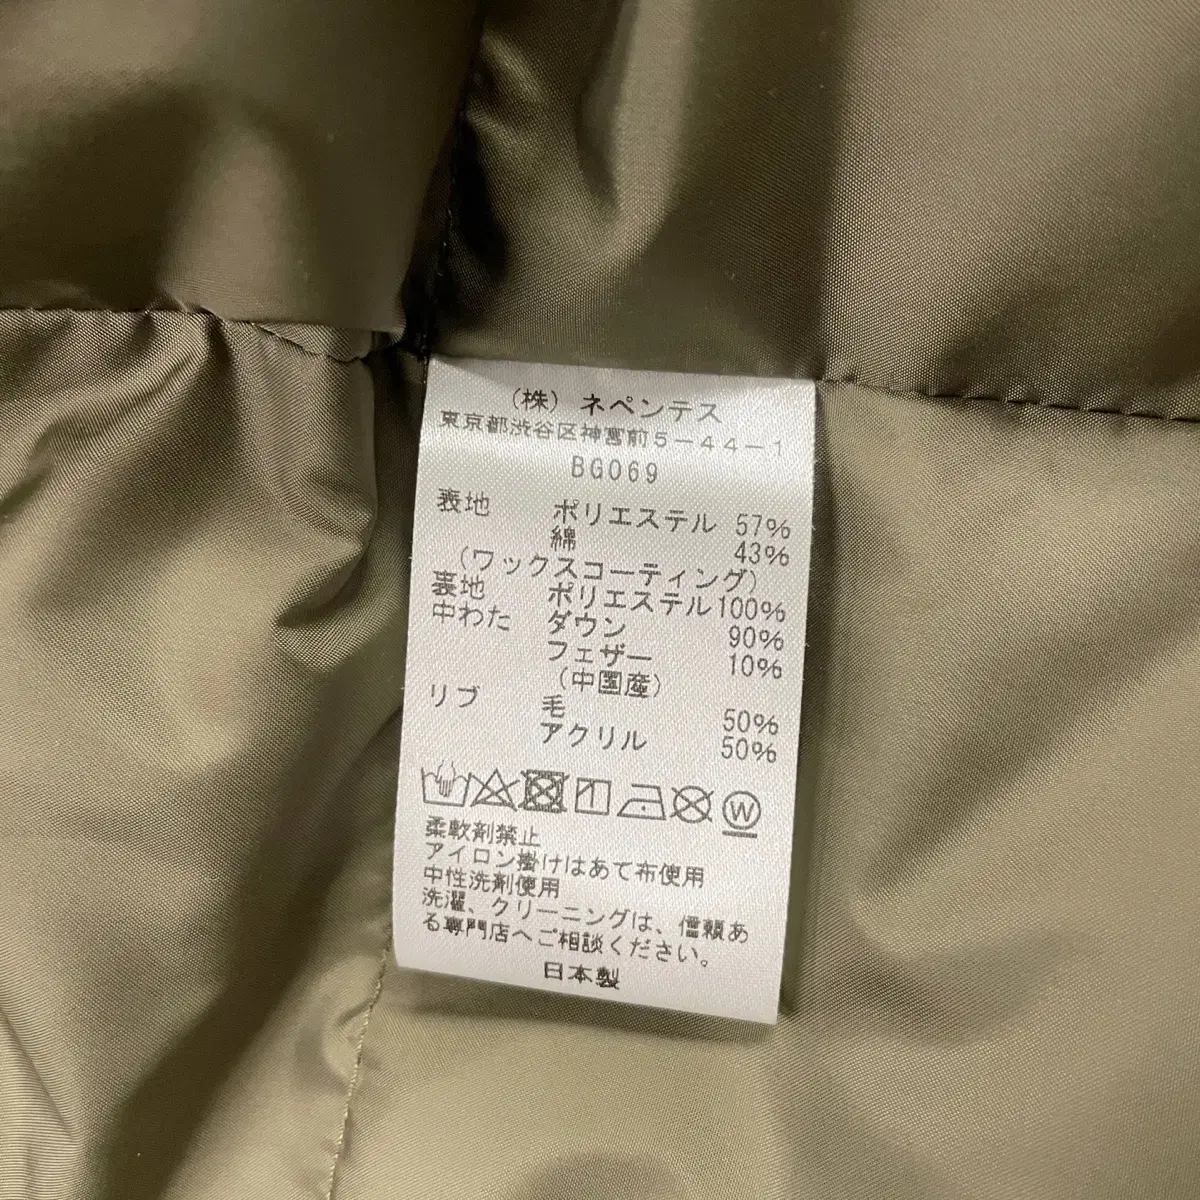 (株) ネペンテス
東京都渋谷区神宮前5-44-1
BG069
表地 ポリエステル 57%
綿 43%
(ワックスコーティング)
裏地 ポリエステル 100%
中わた ダウン 90%
フェザー 10%
(中国産)
リブ 毛 50%
アクリル 50%
W
柔軟剤禁止
アイロン掛けはあて布使用
中性洗剤使用
洗濯、クリーニングは、信頼あ
る専門店へご相談ください。
日本製